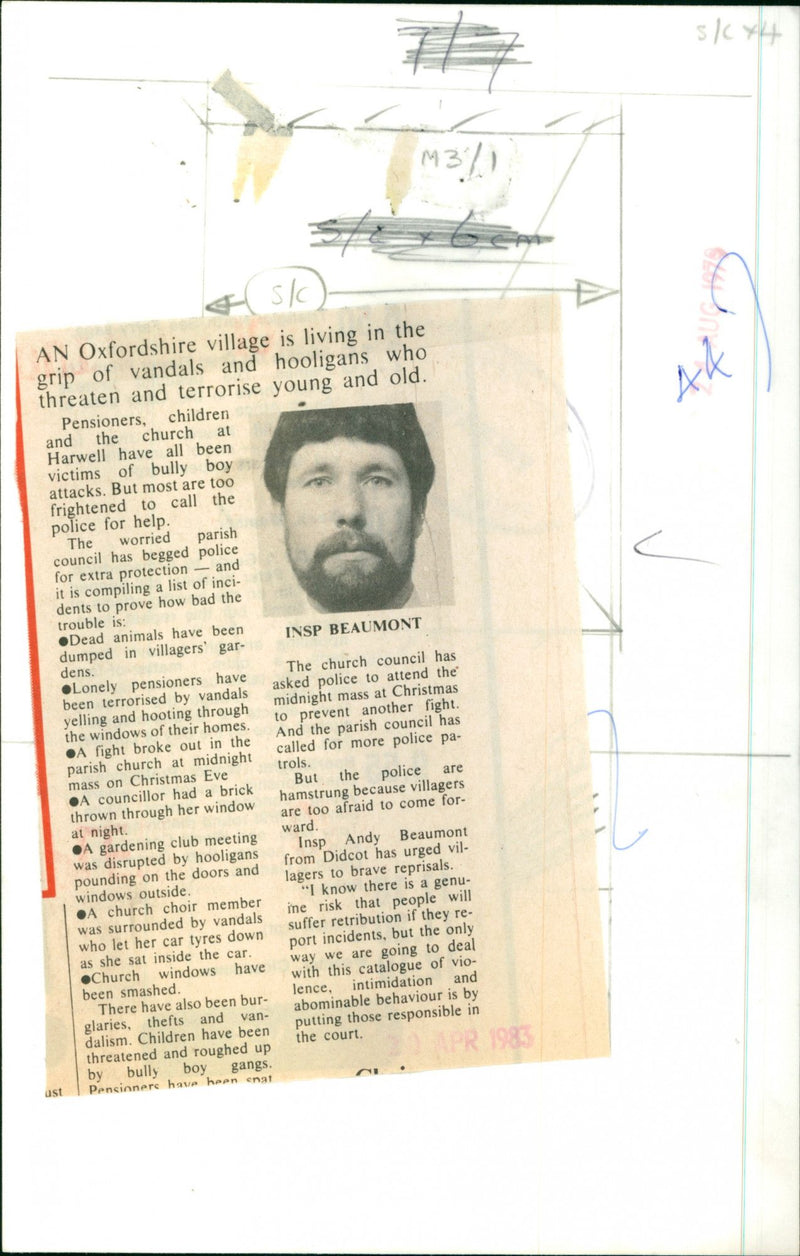 S/C x4
M3/1
S/C x 6cm
S/C
AUG 1979
AN Oxfordshire village is living in the
grip of vandals and hooligans who
threaten and terrorise young and old.
Pensioners, children
and the church at
Harwell have all been
victims of bully boy
attacks. But most are too
frightened to call the
police for help.
The worried parish
council has begged police
for extra protection — and
it is compiling a list of inci-
dents to prove how bad the
trouble is:
●Dead animals have been
dumped in villagers' gar-
dens.
●Lonely pensioners have
been terrorised by vandals
yelling and hooting through
the windows of their homes.
●A fight broke out in the
parish church at midnight
mass on Christmas Eve
●A councillor had a brick
thrown through her window
at night.
●A gardening club meeting
was disrupted by hooligans
pounding on the doors and
windows outside.
●A church choir member
was surrounded by vandals
who let her car tyres down
as she sat inside the car.
●Church windows have
been smashed.
There have also been bur-
glaries, thefts and van-
dalism. Children have been
threatened and roughed up
by bully boy gangs.
Pensioners have been spat
ust
INSP BEAUMONT
The church council has
asked police to attend the
midnight mass at Christmas
to prevent another fight.
And the parish council has
called for more police pa-
trols.
But the police are
hamstrung because villagers
are too afraid to come for-
ward.
Insp Andy Beaumont
from Didcot has urged vil-
lagers to brave reprisals.
"I know there is a genu-
ine risk that people will
suffer retribution if they re-
port incidents, but the only
way we are going to deal
with this catalogue of vio-
lence, intimidation and
abominable behaviour is by
putting those responsible in
the court.
APR 1983